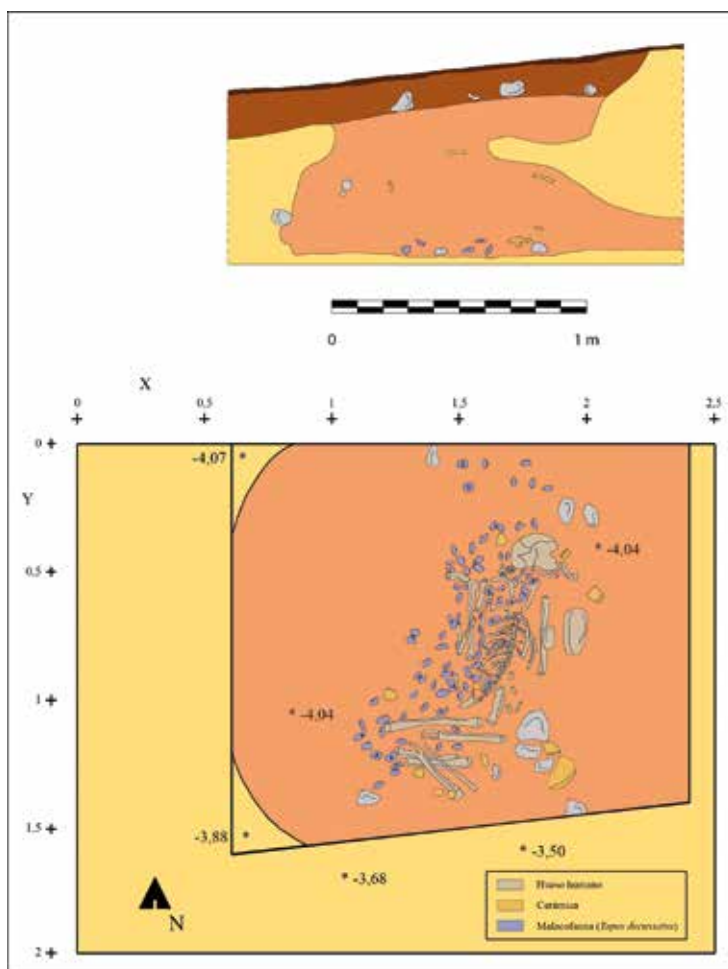 0 1 m
X
0 0,5 1 1,5 2 2,5
0
-4,07
Y
-4,04
0,5
1
-4,04
1,5
-3,88
-3,50
-3,68
N
Hueso humano
Cerámica
Malacofauna (Tapes decussatus)
2